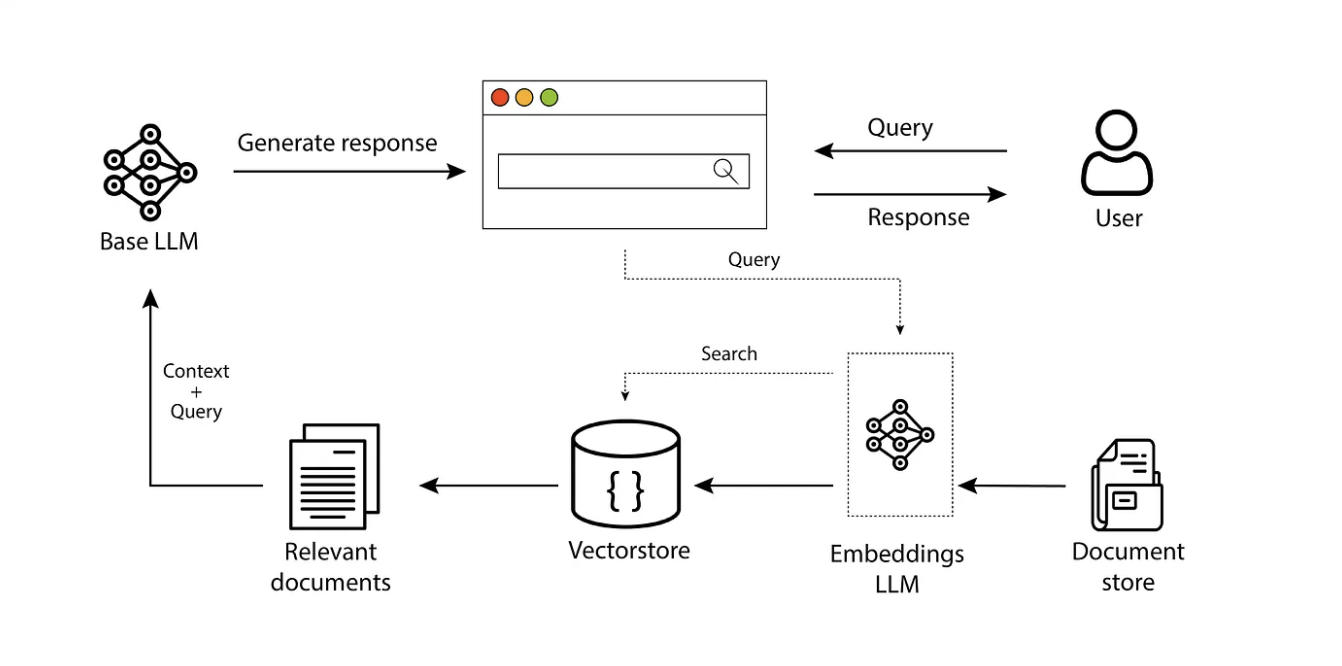 Generate response
Query
Response
Base LLM
User
Query
Search
Context
+
Query
{ }
Relevant
documents
Vectorstore
Embeddings
LLM
Document
store